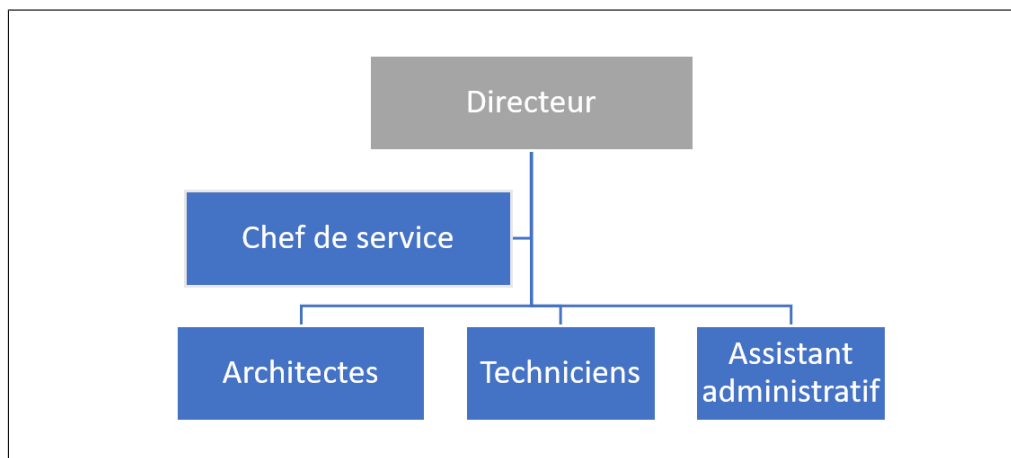 Directeur
Chef de service
Architectes
Techniciens
Assistant
administratif